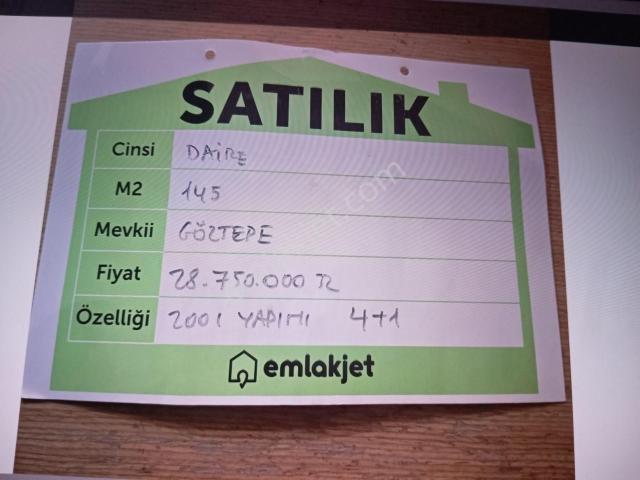 SATILIK
Cinsi DAİRE
M2 145
Mevkii GÖZTEPE
Fiyat 28.750.000 TL
Özelliği 2001 YAPIMI 4+1
emlakjet